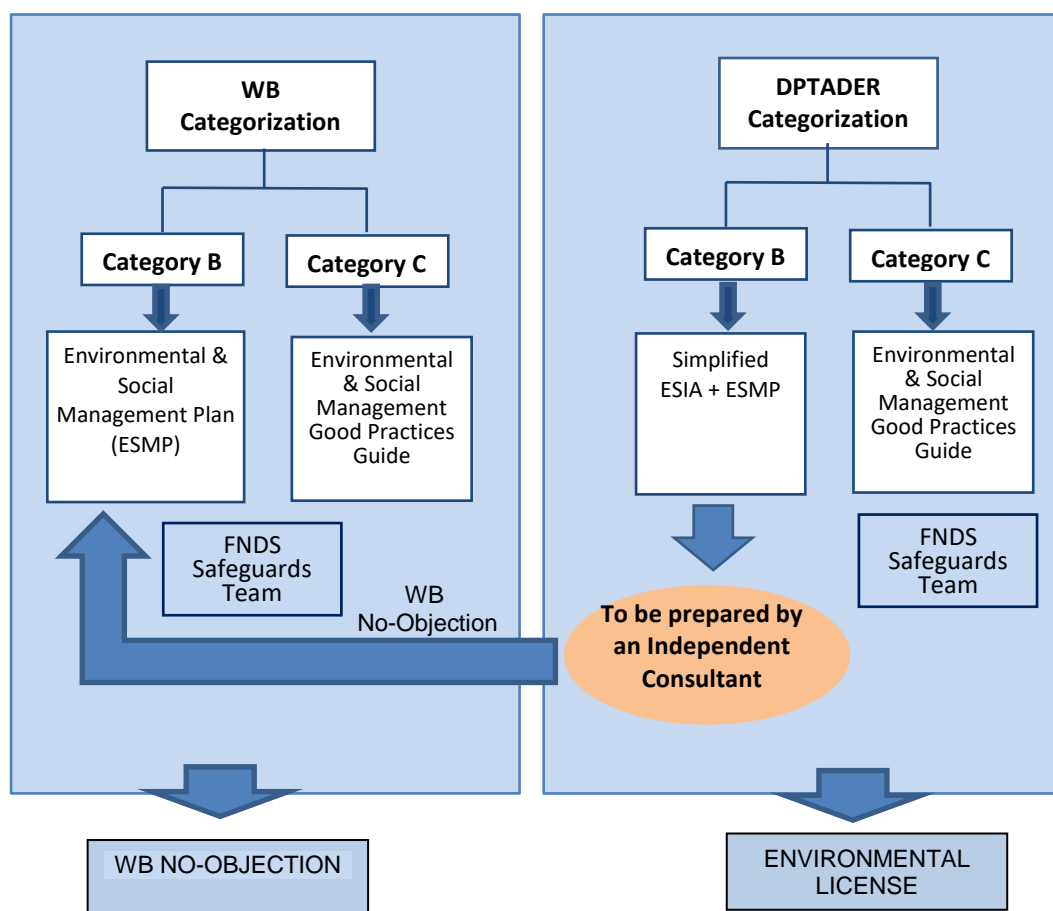 WB
Categorization
Category B
Category C
Environmental &
Social
Management Plan
(ESMP)
Environmental
& Social
Management
Good Practices
Guide
FNDS
Safeguards
Team
WB
No-Objection
WB NO-OBJECTION
DPTADER
Categorization
Category B
Category C
Simplified
ESIA + ESMP
Environmental
& Social
Management
Good Practices
Guide
FNDS
Safeguards
Team
To be prepared by
an Independent
Consultant
ENVIRONMENTAL
LICENSE